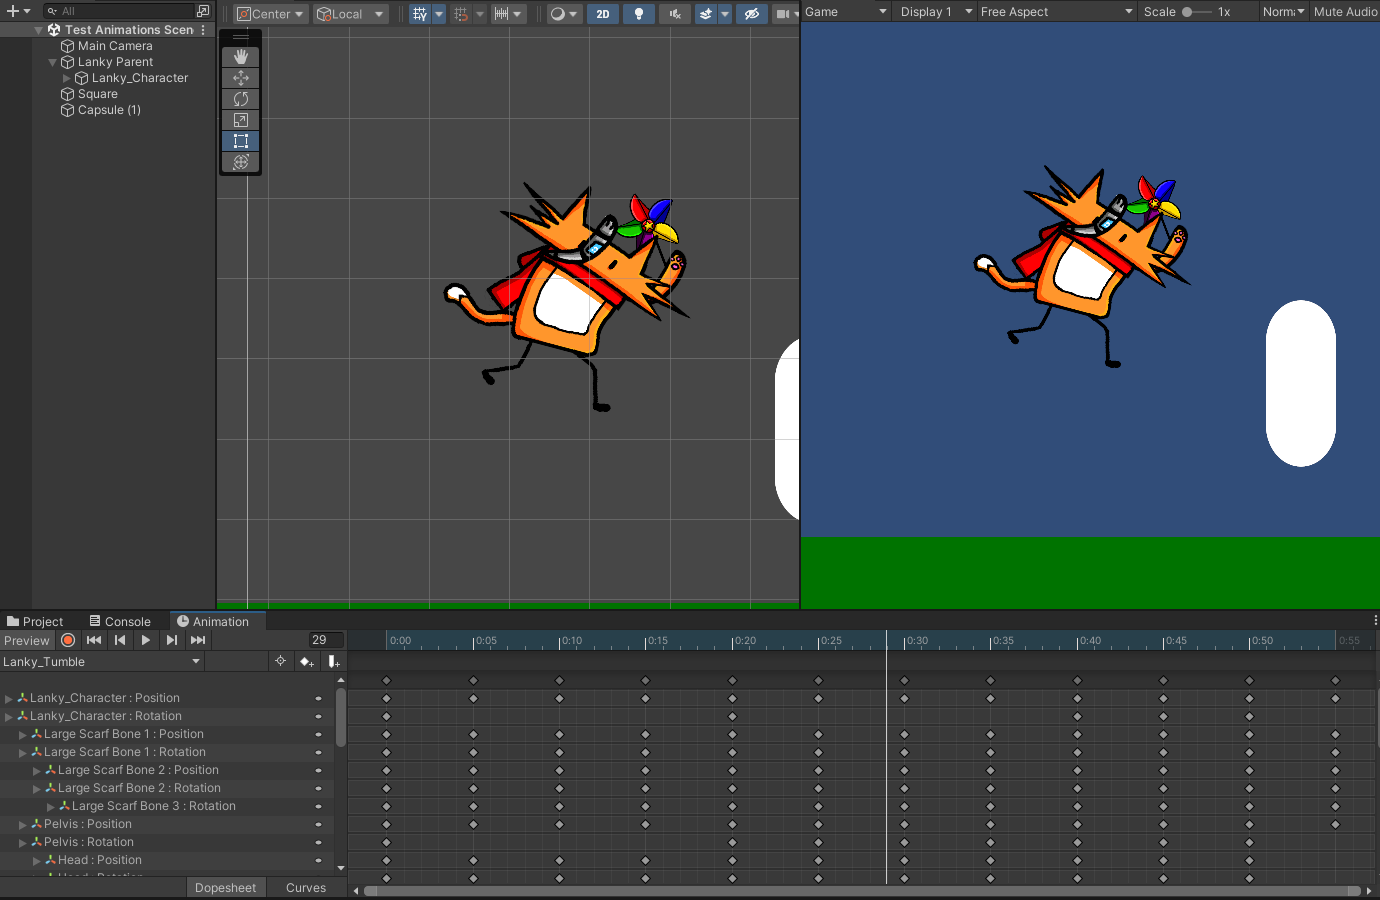 All
Center
Local
2D
Game
Display 1
Free Aspect
Scale
1x
Norm
Mute Audio
Test Animations Scen
Main Camera
Lanky Parent
Lanky_Character
Square
Capsule (1)
Project
Console
Animation
Preview
29
0:00
0:05
0:10
0:15
0:20
0:25
0:30
0:35
0:40
0:45
0:50
0:55
Lanky_Tumble
Lanky_Character : Position
Lanky_Character : Rotation
Large Scarf Bone 1 : Position
Large Scarf Bone 1 : Rotation
Large Scarf Bone 2 : Position
Large Scarf Bone 2 : Rotation
Large Scarf Bone 3 : Rotation
Pelvis : Position
Pelvis : Rotation
Head : Position
Dopesheet
Curves